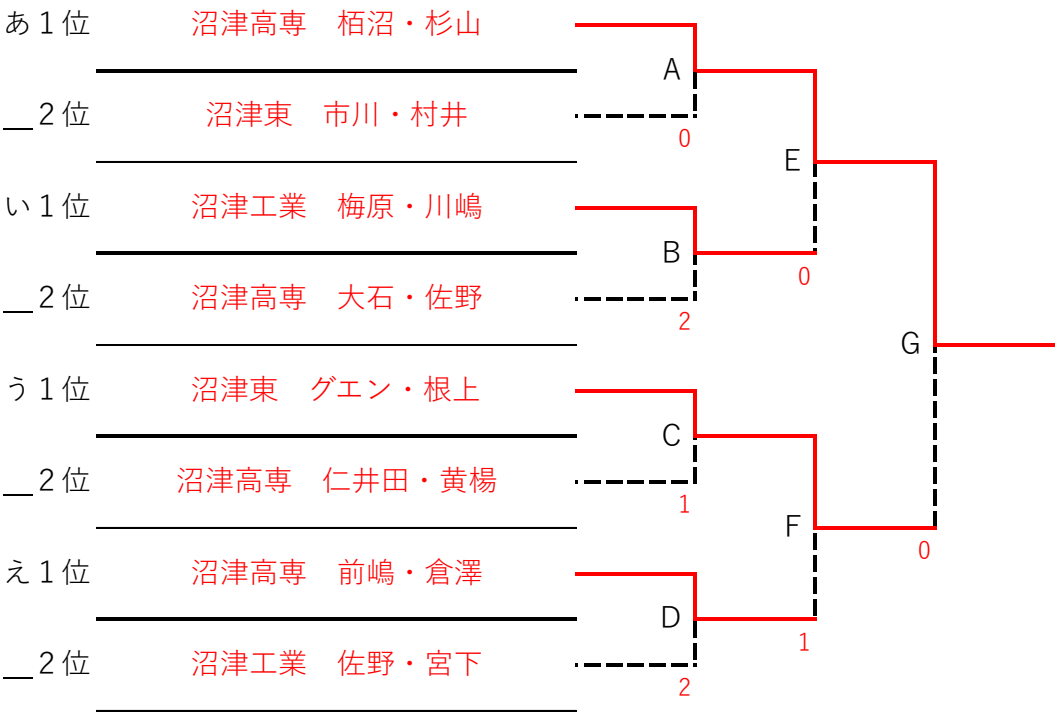 あ１位 沼津高専 栢沼・杉山
A
＿２位 沼津東 市川・村井
0
E
い１位 沼津工業 梅原・川嶋
B
0
＿２位 沼津高専 大石・佐野
2
G
う１位 沼津東 グエン・根上
C
＿２位 沼津高専 仁井田・黄楊
1
F
0
え１位 沼津高専 前嶋・倉澤
D
1
＿２位 沼津工業 佐野・宮下
2